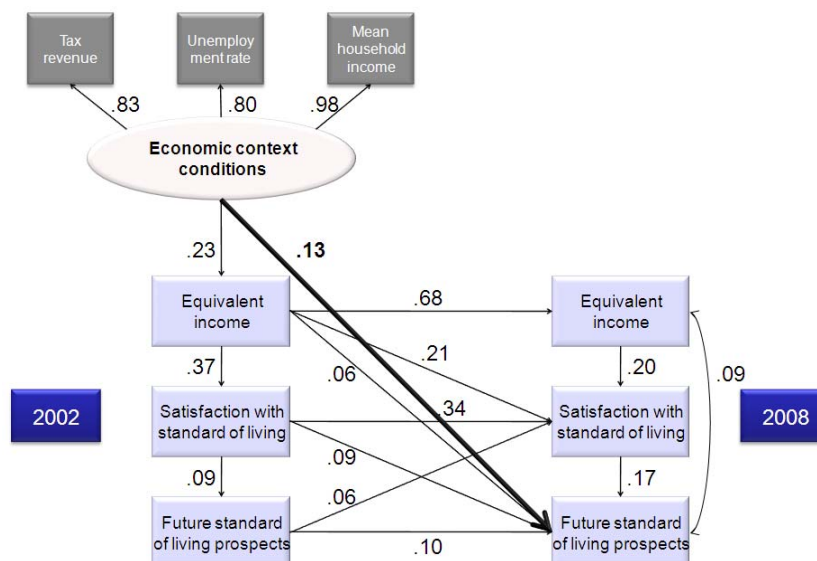 Tax
revenue
Unemploy
ment rate
Mean
household
income
.83
.80
.98
Economic context
conditions
.23
.13
Equivalent
income
.68
Equivalent
income
.37
.06
.21
.20
.09
2002
Satisfaction with
standard of living
.34
Satisfaction with
standard of living
2008
.09
.09
.06
.17
Future standard
of living prospects
.10
Future standard
of living prospects